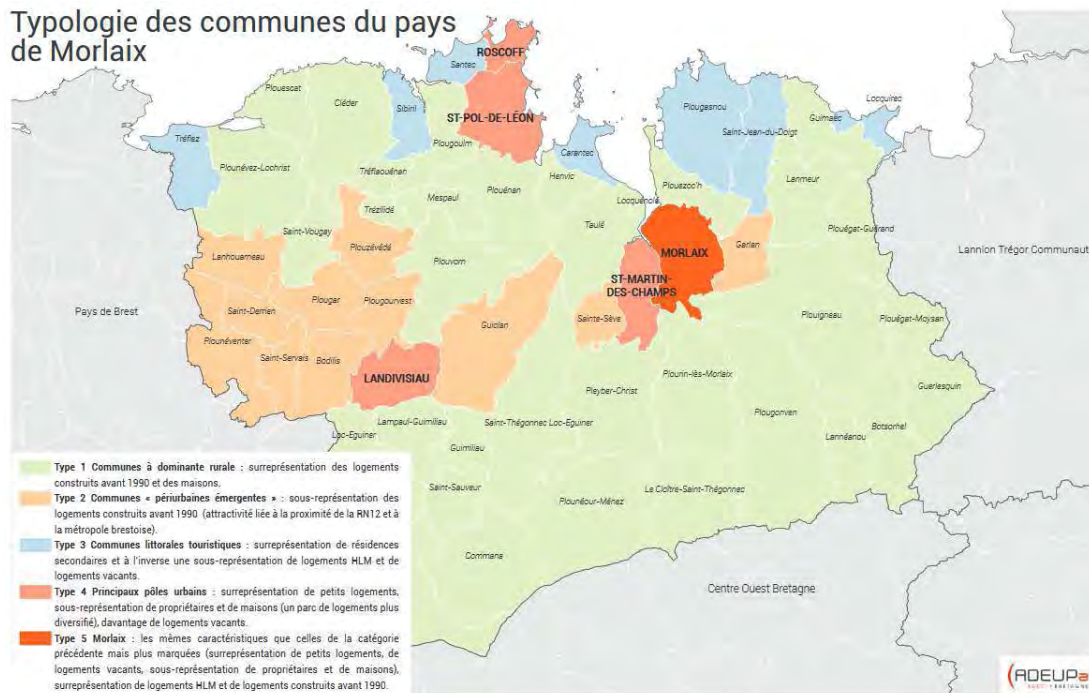 Typologie des communes du pays
de Morlaix
ROSCOFF
Santec
Plouescat
Cléder
Sibiril
ST-POL-DE-LÉON
Plougoulm
Plougasnou
Locquirec
Guimaëc
Saint-Jean-du-Doigt
Tréflez
Carantec
Plounévez-Lochrist
Tréflaouénan
Henvic
Lanmeur
Plouezoc'h
Mespaul
Plouénan
Locquénolé
Trézilidé
Taulé
Plouégat-Guérand
Saint-Vougay
Plouzévédé
Garlan
Lannion Trégor Communaut
Lanhouarneau
Plouvorn
MORLAIX
ST-MARTIN-
DES-CHAMPS
Pays de Brest
Saint-Derrien
Plougar
Plougourvest
Guiclan
Sainte-Sève
Plouigneau
Plouégat-Moysan
Plounéventer
Saint-Servais
Bodilis
LANDIVISIAU
Plourin-lès-Morlaix
Guerlesquin
Pleyber-Christ
Plougonven
Botsorhel
Lampaul-Guimiliau
Saint-Thégonnec Loc-Eguiner
Loc-Eguiner
Lannéanou
Guimiliau
Type 1 Communes à dominante rurale : surreprésentation des logements
construits avant 1990 et des maisons.
Type 2 Communes « périurbaines émergentes » : sous-représentation des
logements construits avant 1990 (attractivité liée à la proximité de la RN12 et à
la métropole brestoise).
Type 3 Communes littorales touristiques : surreprésentation de résidences
secondaires et à l'inverse une sous-représentation de logements HLM et de
logements vacants.
Type 4 Principaux pôles urbains : surreprésentation de petits logements,
sous-représentation de propriétaires et de maisons (un parc de logements plus
diversifié), davantage de logements vacants.
Type 5 Morlaix : les mêmes caractéristiques que celles de la catégorie
précédente mais plus marquées (surreprésentation de petits logements, de
logements vacants, sous-représentation de propriétaires et de maisons),
surreprésentation de logements HLM et de logements construits avant 1990.
Saint-Sauveur
Plounéour-Ménez
Le Cloître-Saint-Thégonnec
Commana
Centre Ouest Bretagne
ADEUPa